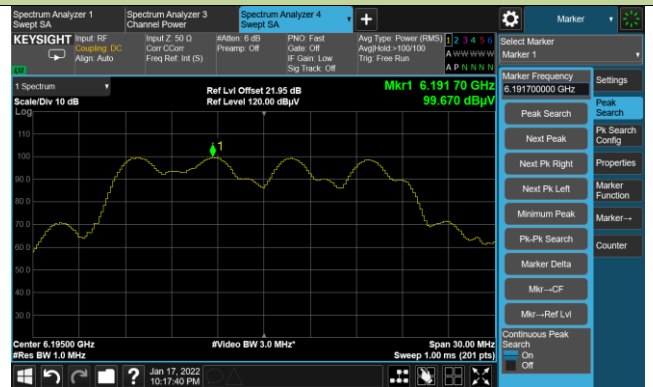 Spectrum Analyzer 1
Swept SA
Spectrum Analyzer 3
Channel Power
Spectrum Analyzer 4
Swept SA
+
Marker
KEYSIGHT
Input: RF
Coupling: DC
Align: Auto
Input Z: 50 Ω
Corr CCorr
Freq Ref: Int (S)
#Atten: 6 dB
Preamp: Off
PNO: Fast
Gate: Off
IF Gain: Low
Sig Track: Off
Avg Type: Power (RMS)
Avg|Hold:>100/100
Trig: Free Run
1 2 3 4 5 6
A W W W W W
A P N N N N
Select Marker
Marker 1
1 Spectrum
Scale/Div 10 dB
Log
Ref Lvl Offset 21.95 dB
Ref Level 120.00 dBµV
Mkr1 6.191 70 GHz
99.670 dBµV
110
100
90.0
80.0
70.0
60.0
50.0
40.0
30.0
1
Center 6.19500 GHz
#Res BW 1.0 MHz
#Video BW 3.0 MHz*
Span 30.00 MHz
Sweep 1.00 ms (201 pts)
Marker Frequency
6.191700000 GHz
Peak Search
Next Peak
Next Pk Right
Next Pk Left
Minimum Peak
Pk-Pk Search
Marker Delta
Mkr→CF
Mkr→Ref Lvl
Continuous Peak
Search
On
Off
Settings
Peak
Search
Pk Search
Config
Properties
Marker
Function
Marker→
Counter
?
Jan 17, 2022
10:17:40 PM